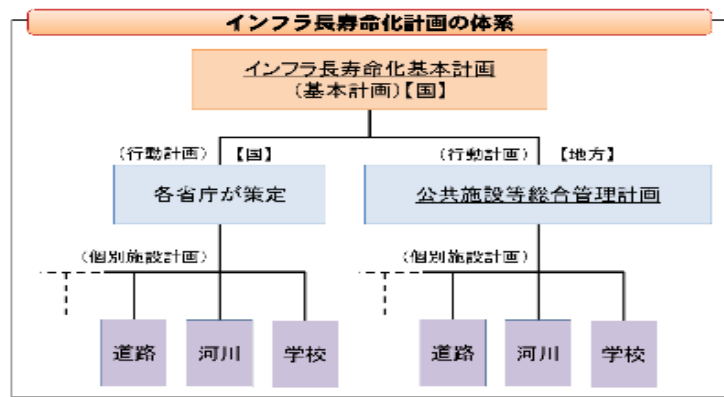 インフラ長寿命化計画の体系
インフラ長寿命化基本計画
(基本計画)【国】
(行動計画) 【国】
(行動計画) 【地方】
各省庁が策定
公共施設等総合管理計画
(個別施設計画)
(個別施設計画)
道路 河川 学校
道路 河川 学校